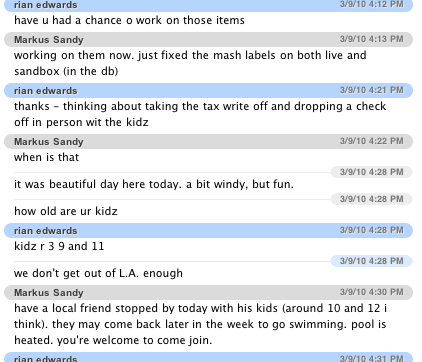 rian edwards 3/9/10 4:12 PM
have u had a chance o work on those items
Markus Sandy 3/9/10 4:13 PM
working on them now. just fixed the mash labels on both live and
sandbox (in the db)
rian edwards 3/9/10 4:21 PM
thanks - thinking about taking the tax write off and dropping a check
off in person wit the kidz
Markus Sandy 3/9/10 4:22 PM
when is that
3/9/10 4:28 PM
it was beautiful day here today. a bit windy, but fun.
3/9/10 4:28 PM
how old are ur kidz
rian edwards 3/9/10 4:28 PM
kidz r 3 9 and 11
3/9/10 4:28 PM
we don't get out of L.A. enough
Markus Sandy 3/9/10 4:30 PM
have a local friend stopped by today with his kids (around 10 and 12 i
think). they may come back later in the week to go swimming. pool is
heated. you're welcome to come join.
rian edwards 3/9/10 4:31 PM